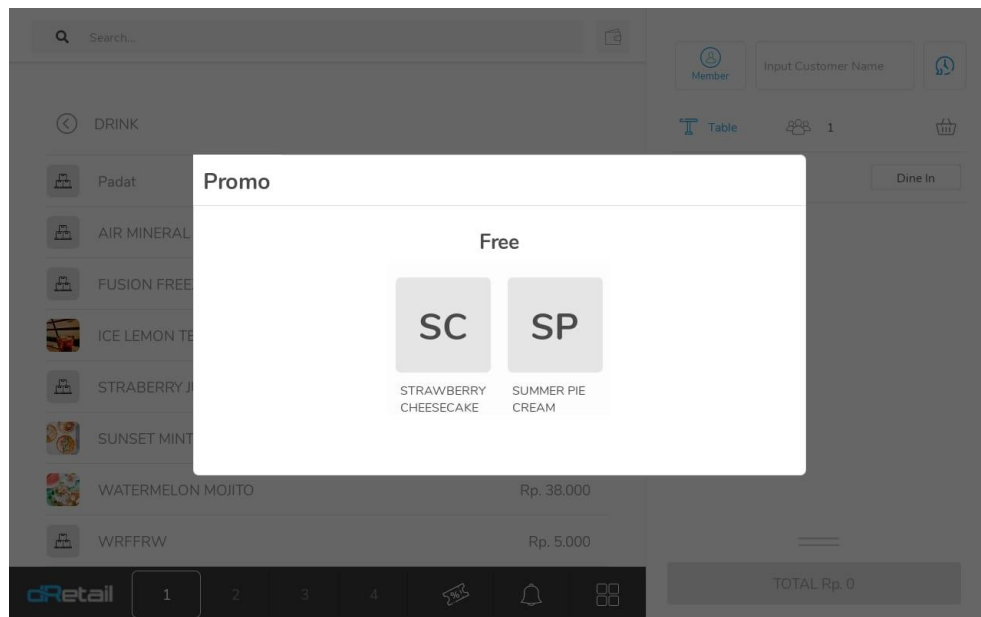 Search...
Member
Input Customer Name
DRINK
Table
1
Padat
Dine In
Promo
AIR MINERAL
Free
FUSION FREE
SC
SP
ICE LEMON TE
STRAWBERRY
CHEESECAKE
SUMMER PIE
CREAM
STRABERRY JU
SUNSET MINT
WATERMELON MOJITO Rp. 38.000
WRFFRW Rp. 5.000
TOTAL Rp. 0
dRetail 1 2 3 4